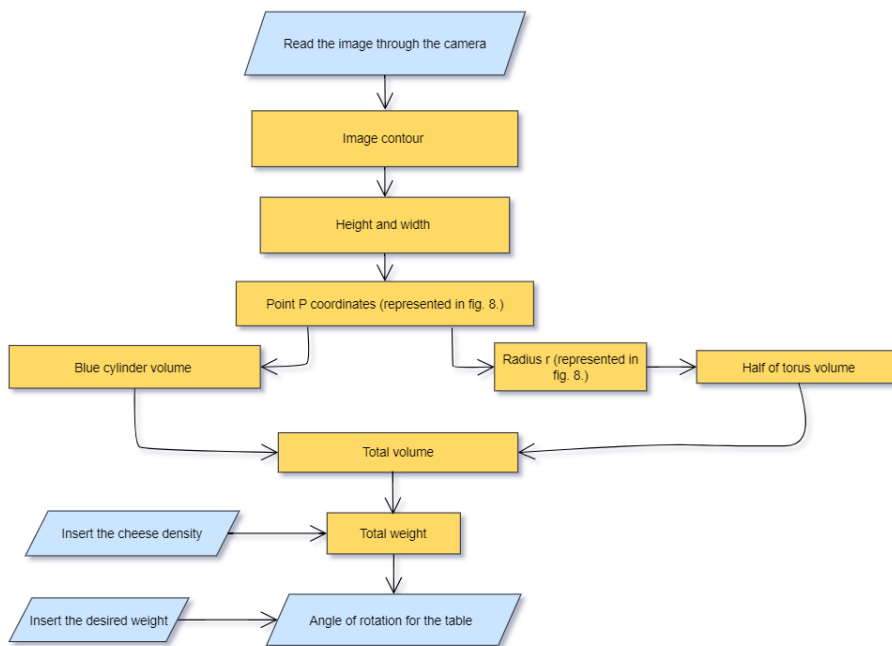 Read the image through the camera
Image contour
Height and width
Point P coordinates (represented in fig. 8.)
Blue cylinder volume
Radius r (represented in
fig. 8.)
Half of torus volume
Total volume
Insert the cheese density
Total weight
Insert the desired weight
Angle of rotation for the table